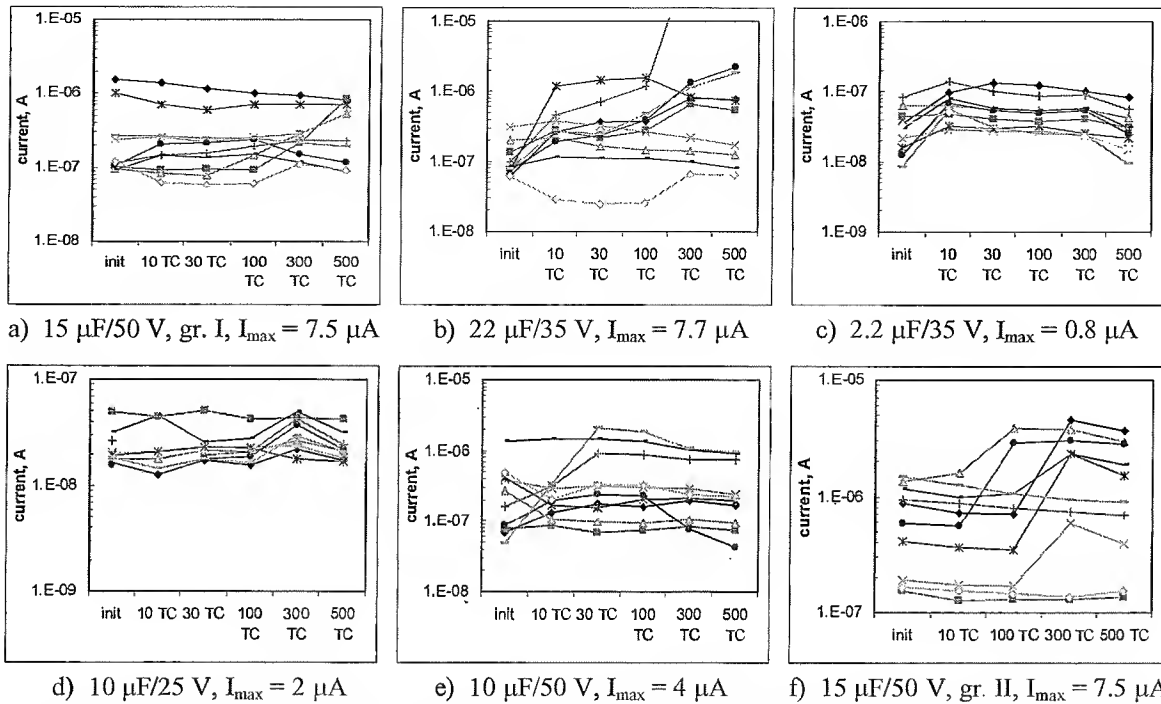 1.E-05
1.E-06
1.E-07
1.E-08
current, A
init 10 TC 30 TC 100 TC 300 TC 500 TC
a) 15 µF/50 V, gr. I, Imax = 7.5 µA
1.E-05
1.E-06
1.E-07
1.E-08
current, A
init 10 TC 30 TC 100 TC 300 TC 500 TC
b) 22 µF/35 V, Imax = 7.7 µA
1.E-06
1.E-07
1.E-08
1.E-09
current, A
init 10 TC 30 TC 100 TC 300 TC 500 TC
c) 2.2 µF/35 V, Imax = 0.8 µA
1.E-07
1.E-08
1.E-09
current, A
init 10 TC 30 TC 100 TC 300 TC 500 TC
d) 10 µF/25 V, Imax = 2 µA
1.E-05
1.E-06
1.E-07
1.E-08
current, A
init 10 TC 30 TC 100 TC 300 TC 500 TC
e) 10 µF/50 V, Imax = 4 µA
1.E-05
1.E-06
1.E-07
current, A
init 10 TC 100 TC 300 TC 500 TC
f) 15 µF/50 V, gr. II, Imax = 7.5 µA